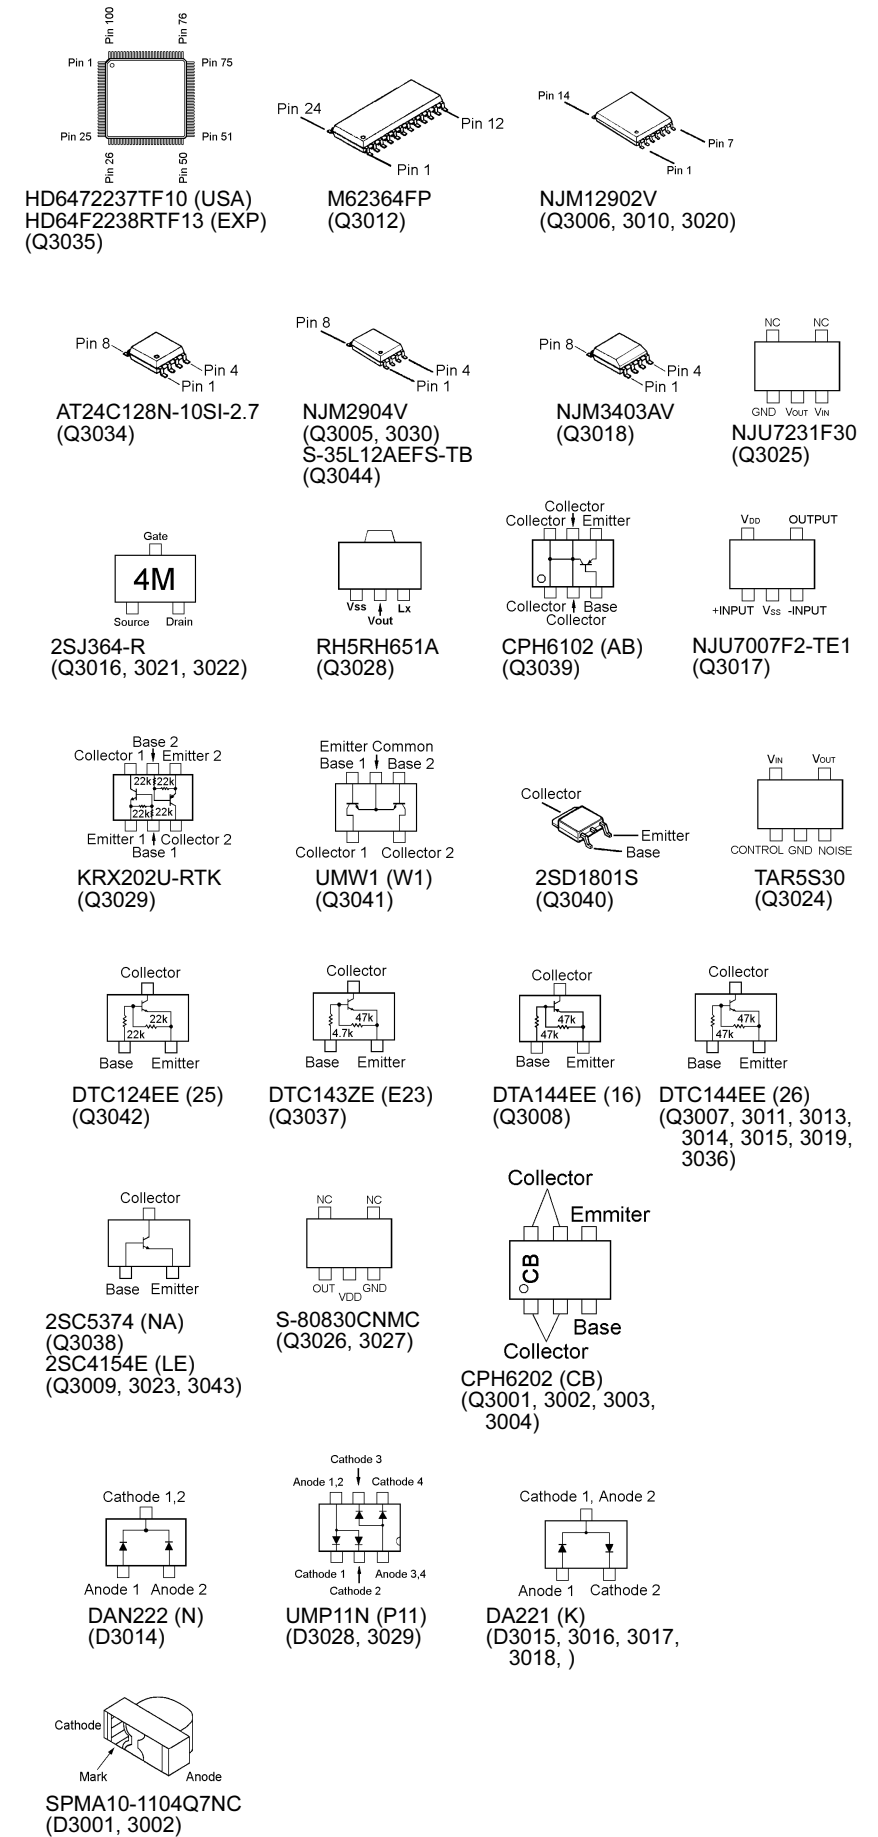 Pin 100
Pin 76
Pin 1
Pin 75
Pin 25
Pin 51
Pin 26
Pin 50
HD6472237TF10 (USA)
HD64F2238RTF13 (EXP)
(Q3035)
Pin 24
Pin 12
Pin 1
M62364FP
(Q3012)
Pin 14
Pin 7
Pin 1
NJM12902V
(Q3006, 3010, 3020)
Pin 8
Pin 4
Pin 1
AT24C128N-10SI-2.7
(Q3034)
Pin 8
Pin 4
Pin 1
NJM2904V
(Q3005, 3030)
S-35L12AEFS-TB
(Q3044)
Pin 8
Pin 4
Pin 1
NJM3403AV
(Q3018)
NC NC
GND VOUT VIN
NJU7231F30
(Q3025)
Gate
4M
Source Drain
2SJ364-R
(Q3016, 3021, 3022)
Vss Lx
Vout
RH5RH651A
(Q3028)
Collector
Collector Emitter
Collector Base
Collector
CPH6102 (AB)
(Q3039)
VDD OUTPUT
+INPUT VSS -INPUT
NJU7007F2-TE1
(Q3017)
Base 2
Collector 1 Emitter 2
22k 22k
22k 22k
Emitter 1 Collector 2
Base 1
KRX202U-RTK
(Q3029)
Emitter Common
Base 1 Base 2
Collector 1 Collector 2
UMW1 (W1)
(Q3041)
Collector
Emitter
Base
2SD1801S
(Q3040)
VIN VOUT
CONTROL GND NOISE
TAR5S30
(Q3024)
Collector
22k
22k
Base Emitter
DTC124EE (25)
(Q3042)
Collector
47k
4.7k
Base Emitter
DTC143ZE (E23)
(Q3037)
Collector
47k
47k
Base Emitter
DTA144EE (16)
(Q3008)
Collector
47k
47k
Base Emitter
DTC144EE (26)
(Q3007, 3011, 3013,
3014, 3015, 3019,
3036)
Collector
Base Emitter
2SC5374 (NA)
(Q3038)
2SC4154E (LE)
(Q3009, 3023, 3043)
NC NC
OUT VDD GND
S-80830CNMC
(Q3026, 3027)
Collector
Emmiter
CB
Base
Collector
CPH6202 (CB)
(Q3001, 3002, 3003,
3004)
Cathode 1,2
Anode 1 Anode 2
DAN222 (N)
(D3014)
Cathode 3
Anode 1,2 Cathode 4
Cathode 1 Anode 3,4
Cathode 2
UMP11N (P11)
(D3028, 3029)
Cathode 1, Anode 2
Anode 1 Cathode 2
DA221 (K)
(D3015, 3016, 3017,
3018, )
Cathode
Mark
Anode
SPMA10-1104Q7NC
(D3001, 3002)